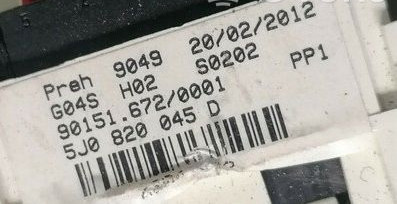 Preh 9049 20/02/2012
G04S H02 S0202
90151.672/0001 PP1
5J0 820 045 D